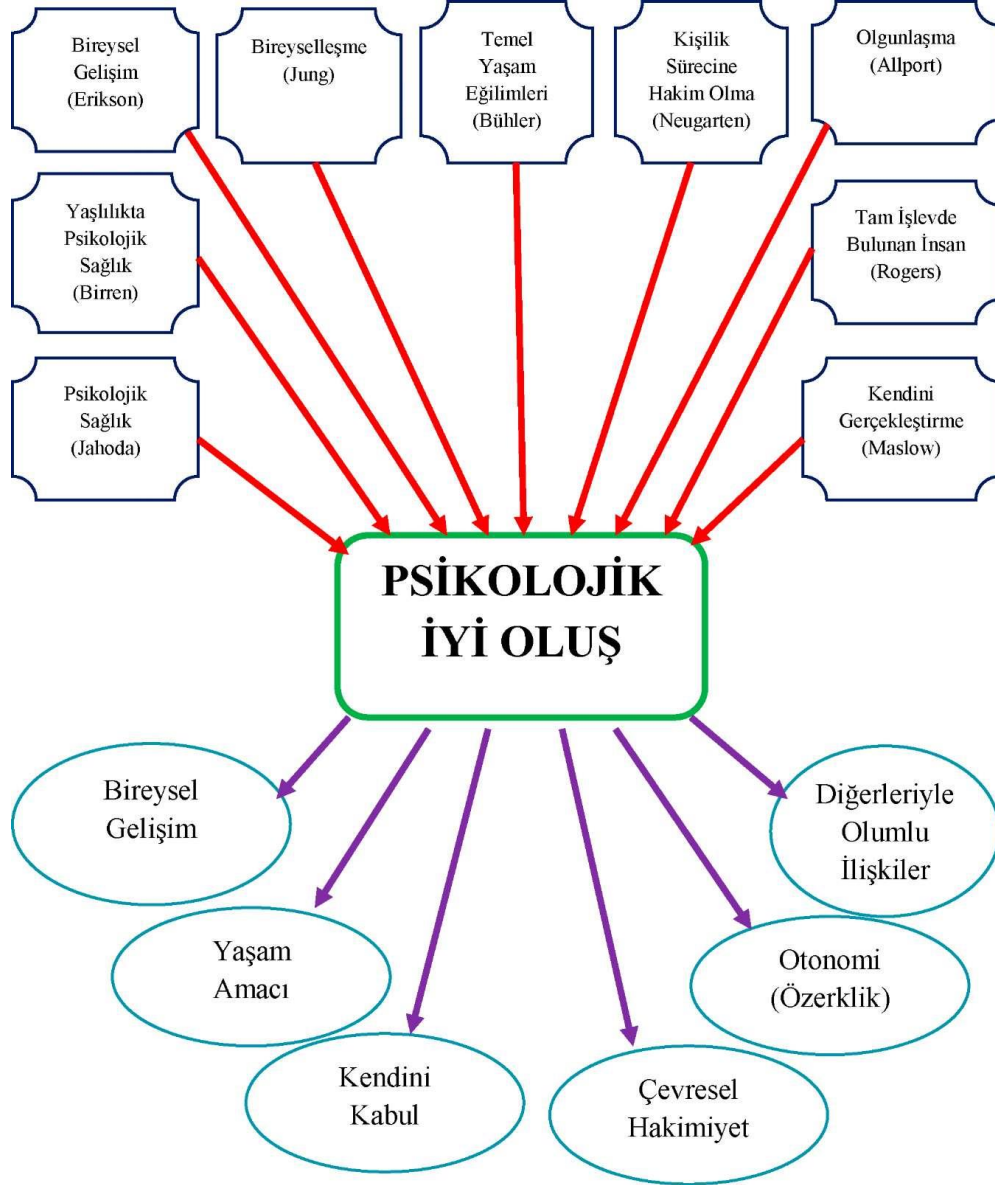 Bireysel
Gelişim
(Erikson)
Bireyselleşme
(Jung)
Temel
Yaşam
Eğilimleri
(Bühler)
Kişilik
Sürecine
Hakim Olma
(Neugarten)
Olgunlaşma
(Allport)
Yaşlılıkta
Psikolojik
Sağlık
(Birren)
Tam İşlevde
Bulunan İnsan
(Rogers)
Psikolojik
Sağlık
(Jahoda)
Kendini
Gerçekleştirme
(Maslow)
PSİKOLOJİK
İYİ OLUŞ
Bireysel
Gelişim
Diğerleriyle
Olumlu
İlişkiler
Yaşam
Amacı
Otonomi
(Özerklik)
Kendini
Kabul
Çevresel
Hakimiyet